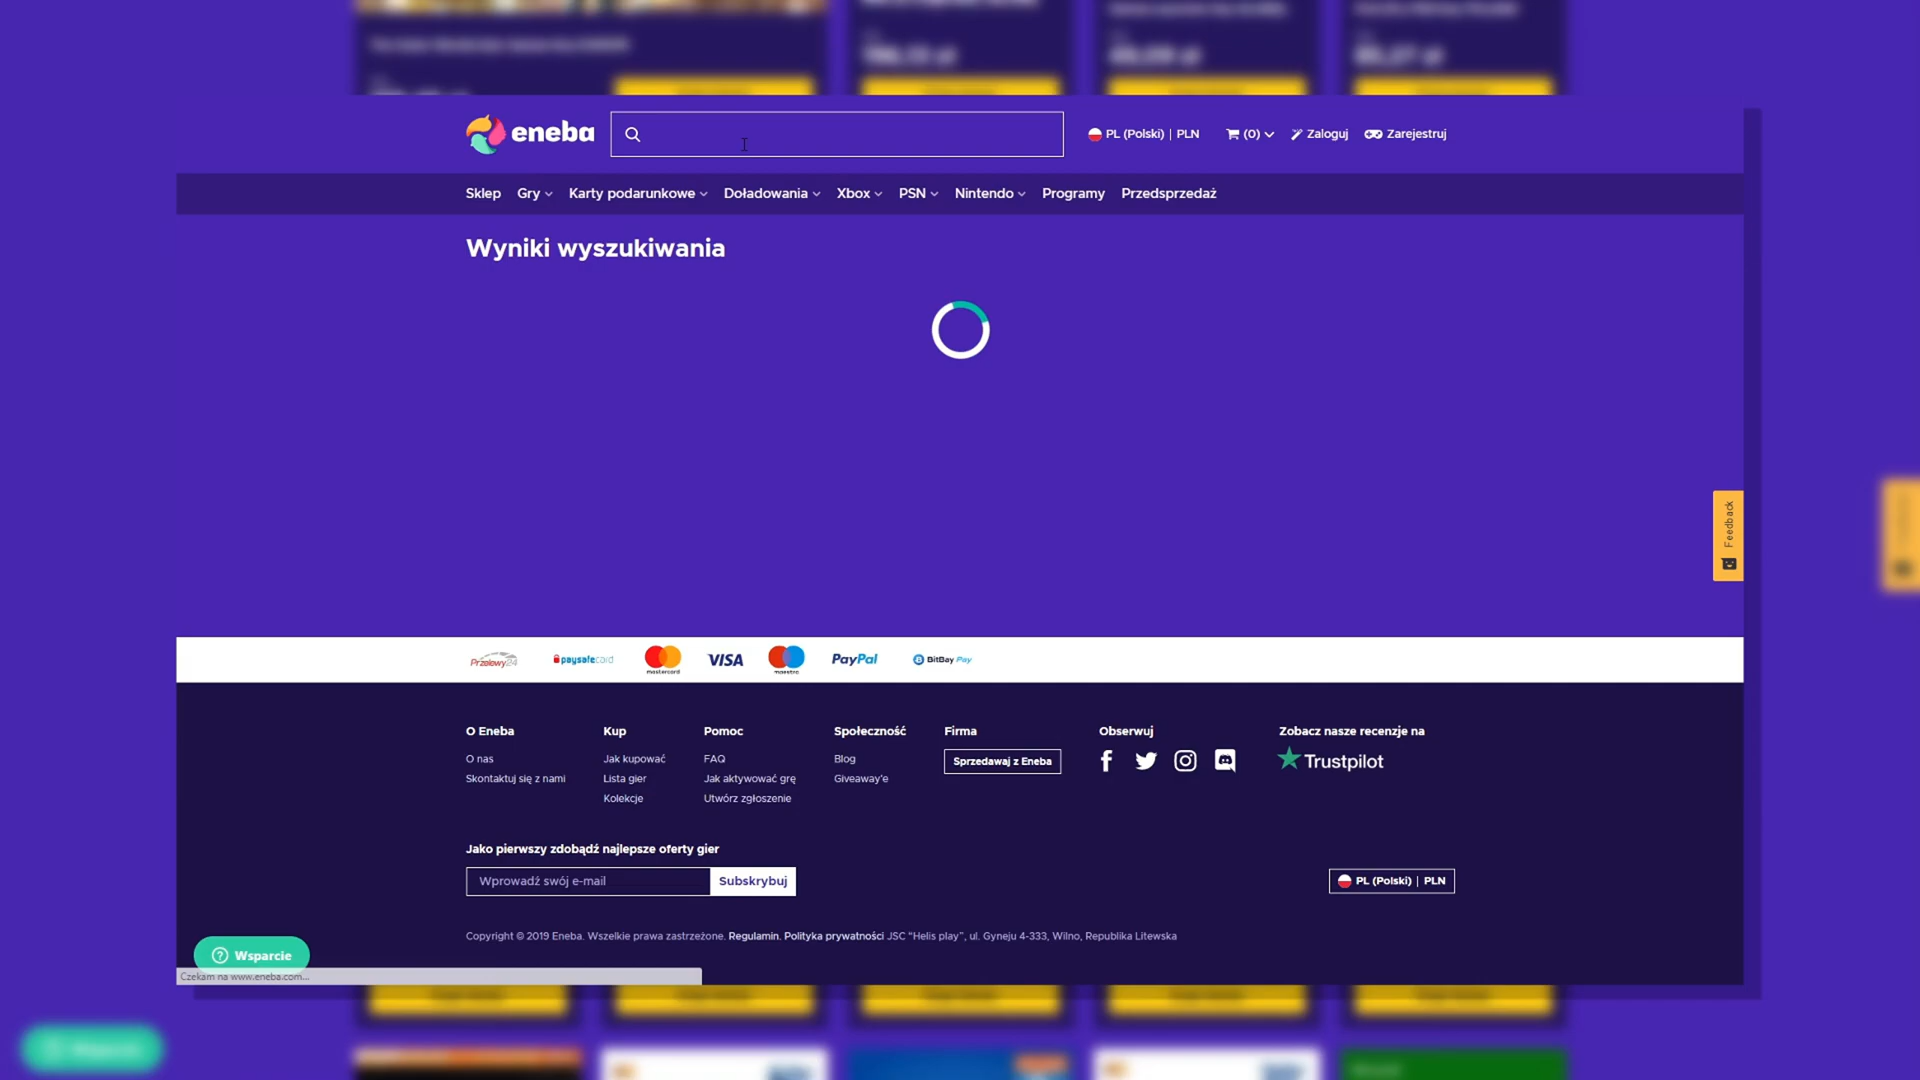 eneba
PL (Polski) | PLN
(0)
Zaloguj
Zarejestruj
Sklep
Gry
Karty podarunkowe
Doładowania
Xbox
PSN
Nintendo
Programy
Przedsprzedaż
Wyniki wyszukiwania
Feedback
Przelewy24
paysafecard
mastercard
VISA
maestro
PayPal
BitBay Pay
O Eneba
O nas
Skontaktuj się z nami
Kup
Jak kupować
Lista gier
Kolekcje
Pomoc
FAQ
Jak aktywować grę
Utwórz zgłoszenie
Społeczność
Blog
Giveaway'e
Firma
Sprzedawaj z Eneba
Obserwuj
Zobacz nasze recenzje na
Trustpilot
Jako pierwszy zdobądź najlepsze oferty gier
Wprowadź swój e-mail
Subskrybuj
PL (Polski) | PLN
Copyright © 2019 Eneba. Wszelkie prawa zastrzeżone. Regulamin. Polityka prywatności JSC “Helis play”, ul. Gyneju 4-333, Wilno, Republika Litewska
Wsparcie
Czekam na www.eneba.com...